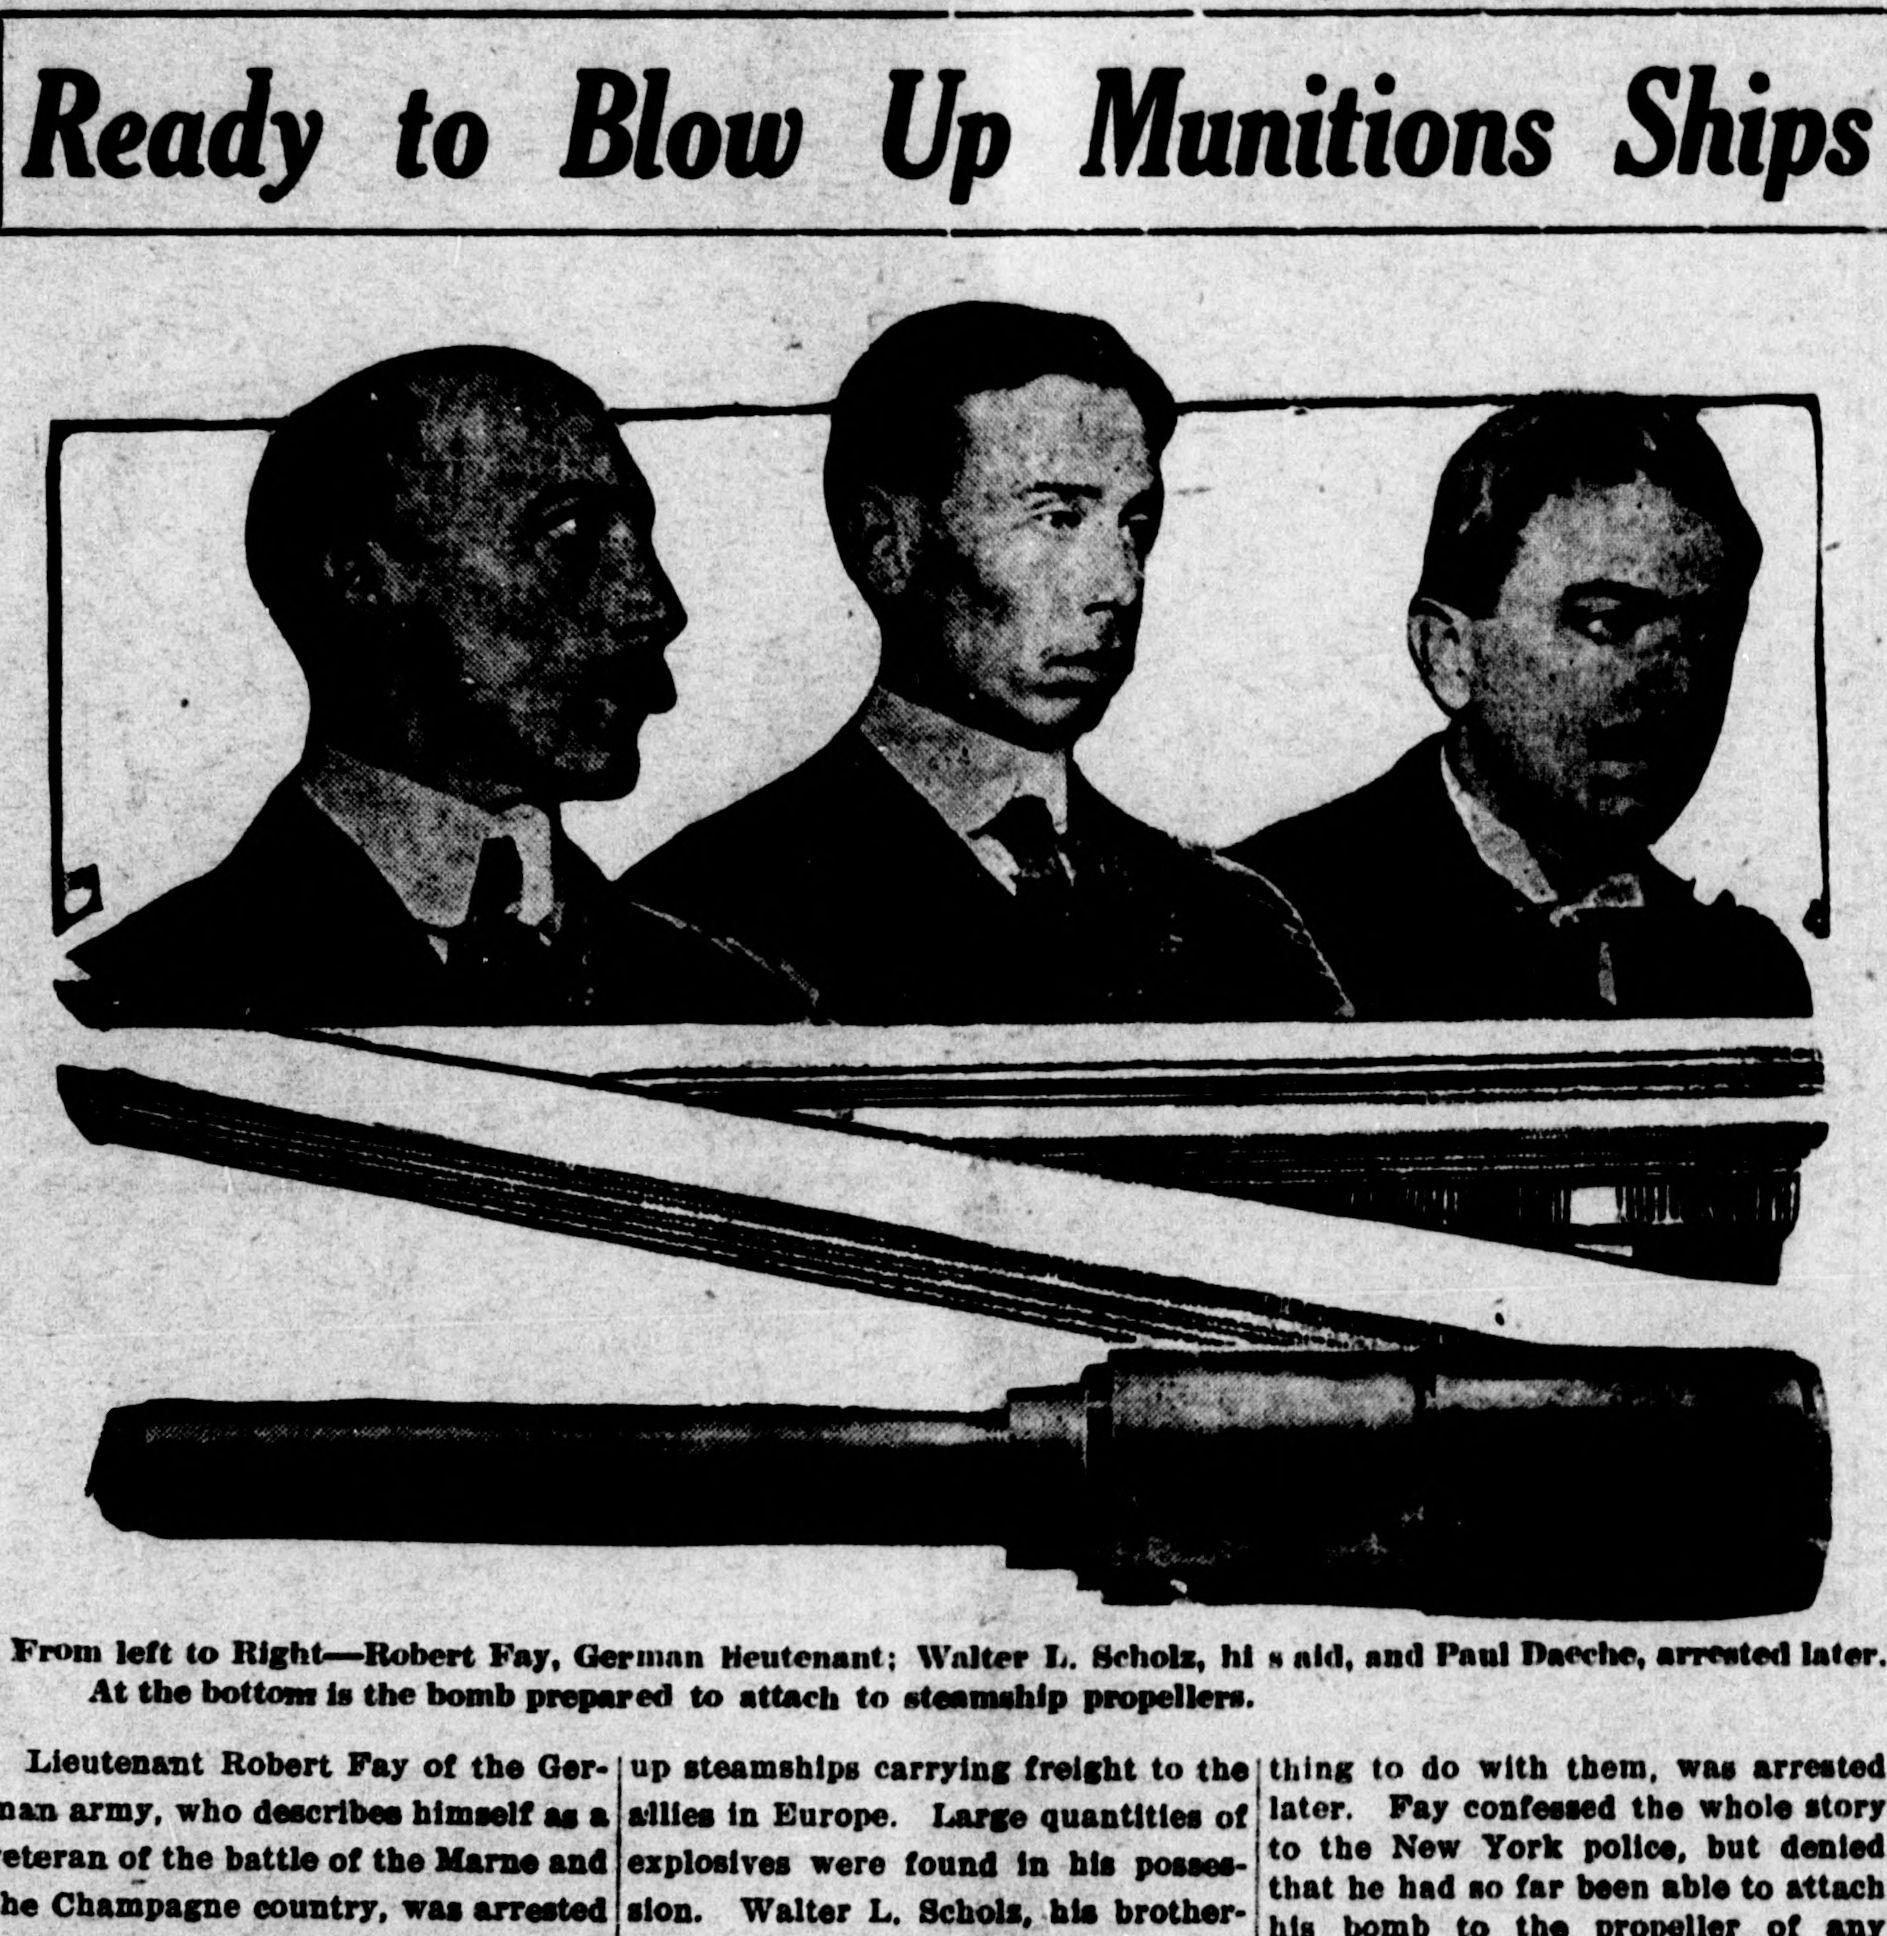 Ready to Blow Up Munitions Ships
From left to Right—Robert Fay, German lieutenant; Walter L. Scholz, hi s aid, and Paul Daeche, arrested later.
At the bottom is the bomb prepared to attach to steamship propellers.
Lieutenant Robert Fay of the Ger-
man army, who describes himself as a
veteran of the battle of the Marne and
the Champagne country, was arrested
up steamships carrying freight to the
allies in Europe. Large quantities of
explosives were found in his posses-
sion. Walter L. Scholz, his brother-
thing to do with them, was arrested
later. Fay confessed the whole story
to the New York police, but denied
that he had so far been able to attach
his bomb to the propeller of any